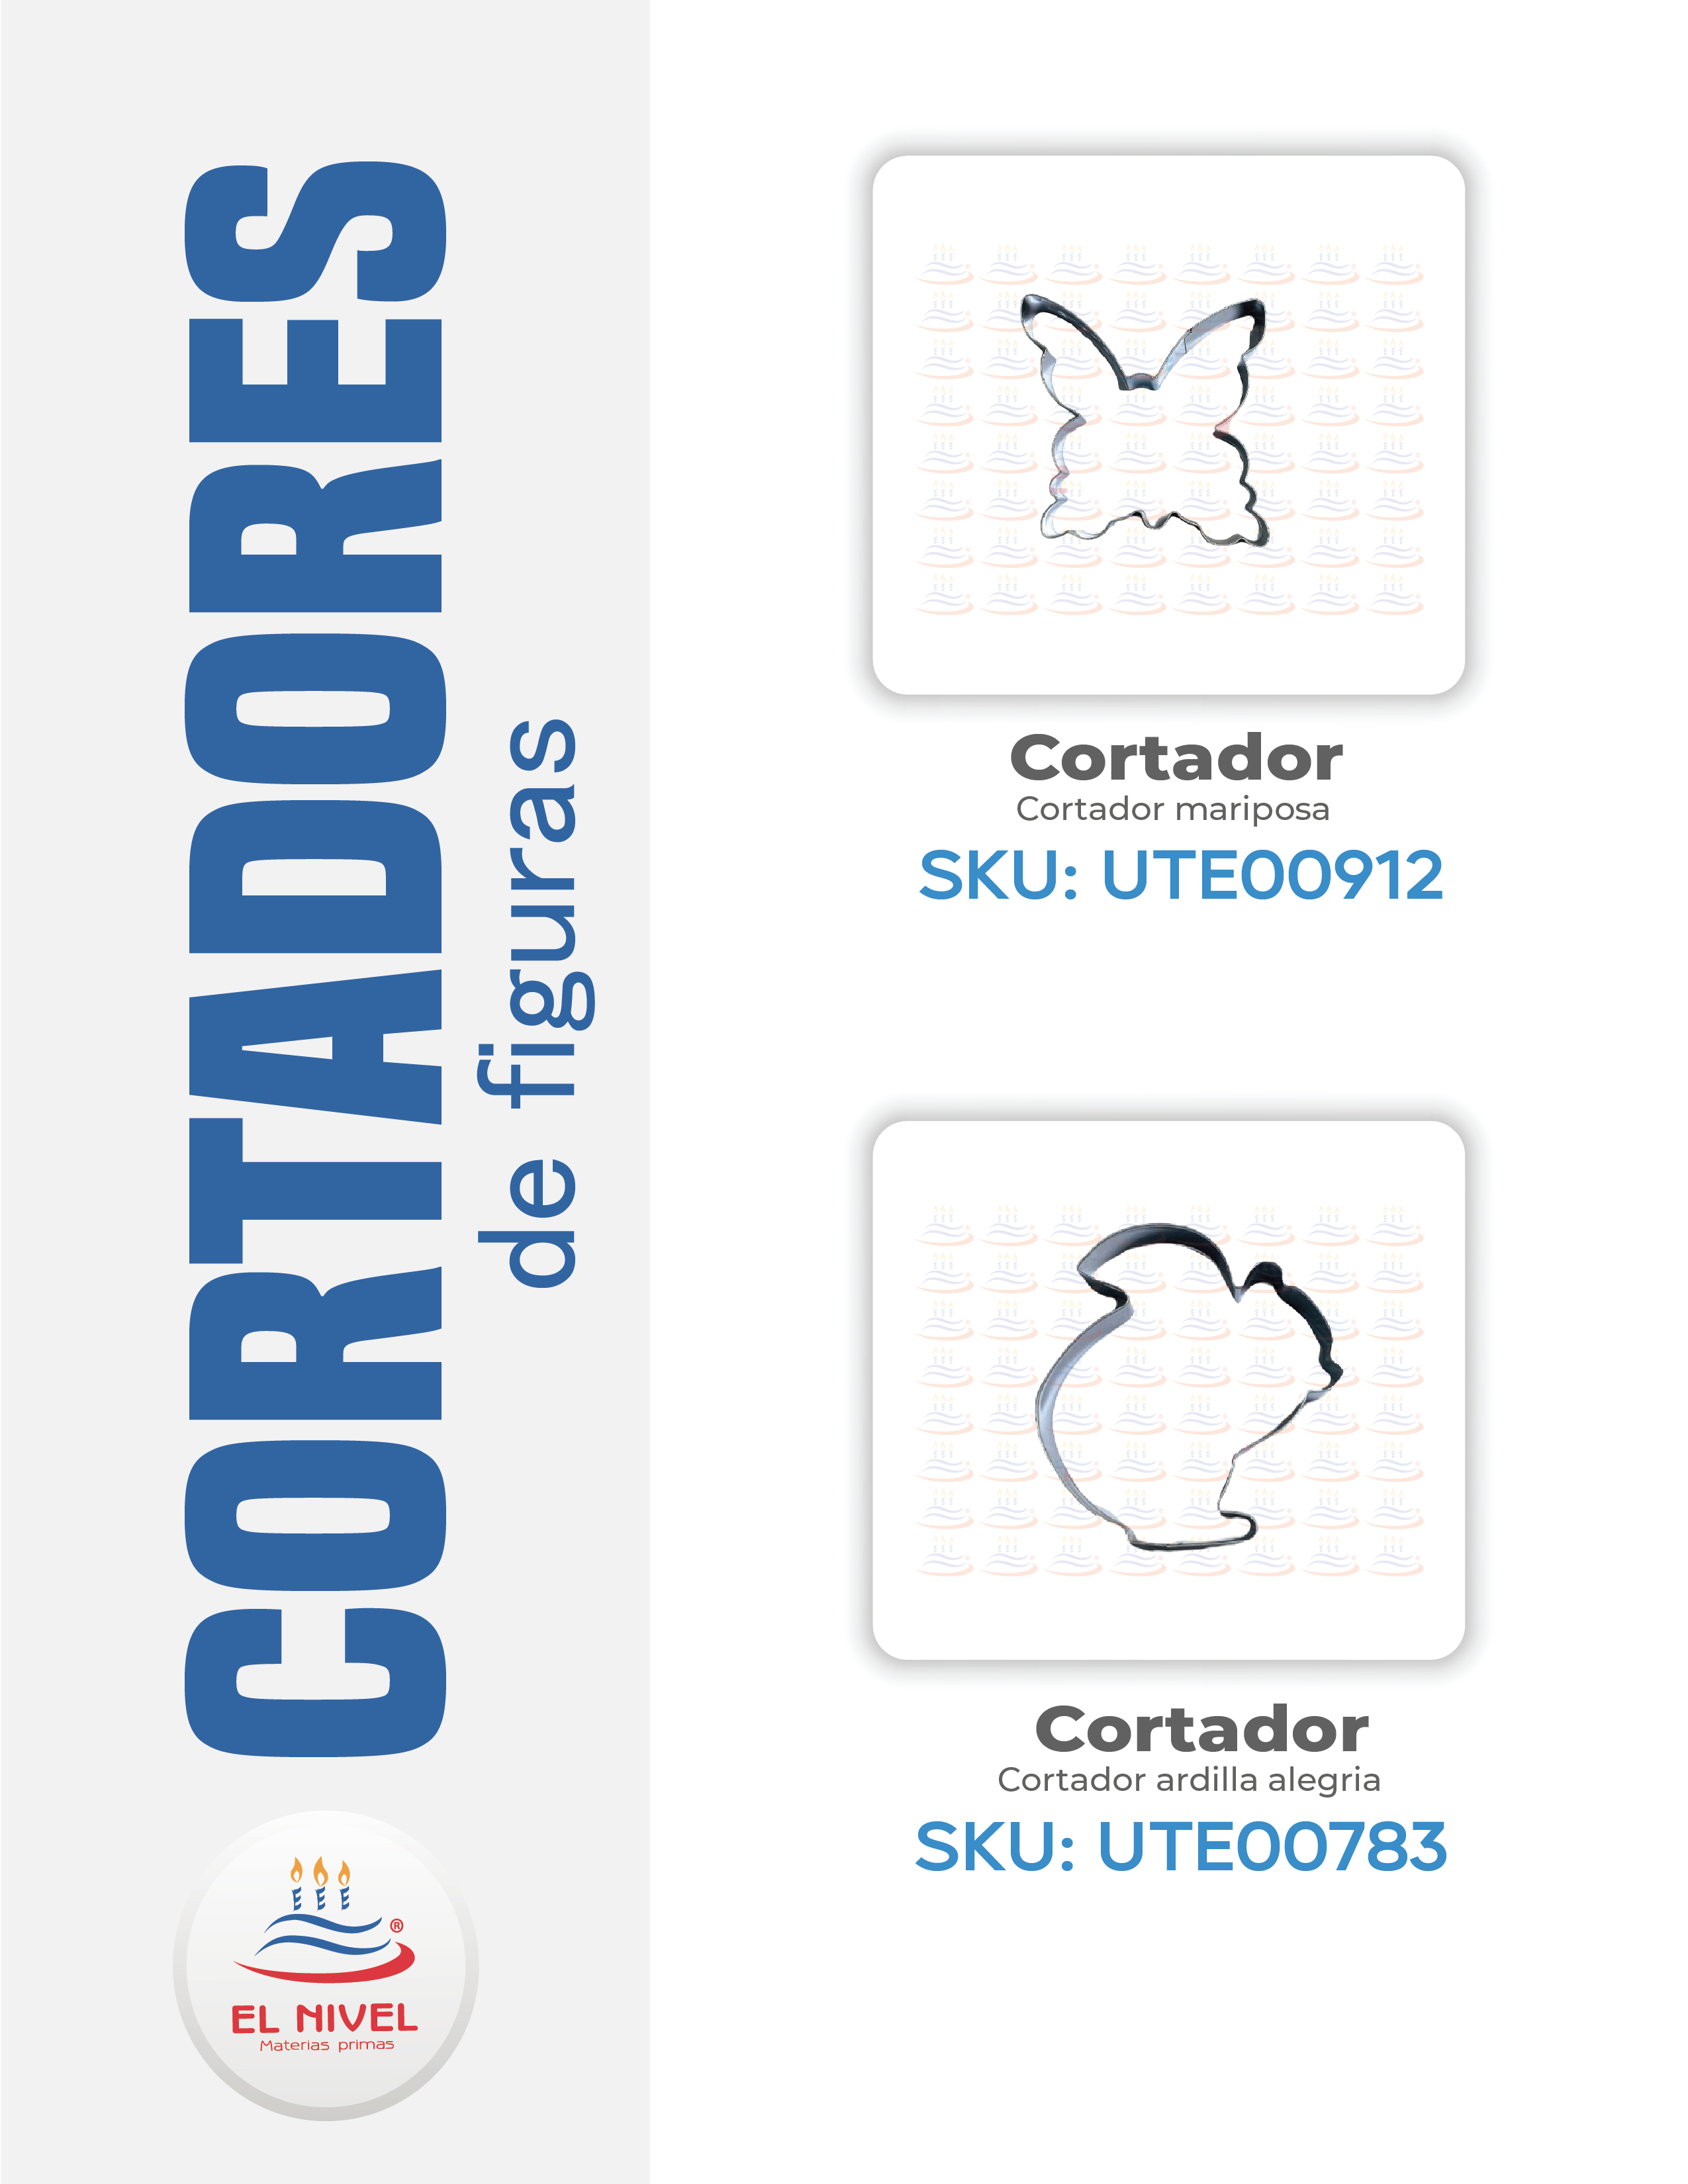 CORTADORES
de figuras
Cortador
Cortador mariposa
SKU: UTE00912
Cortador
Cortador ardilla alegria
SKU: UTE00783
®
EL NIVEL
Materias primas